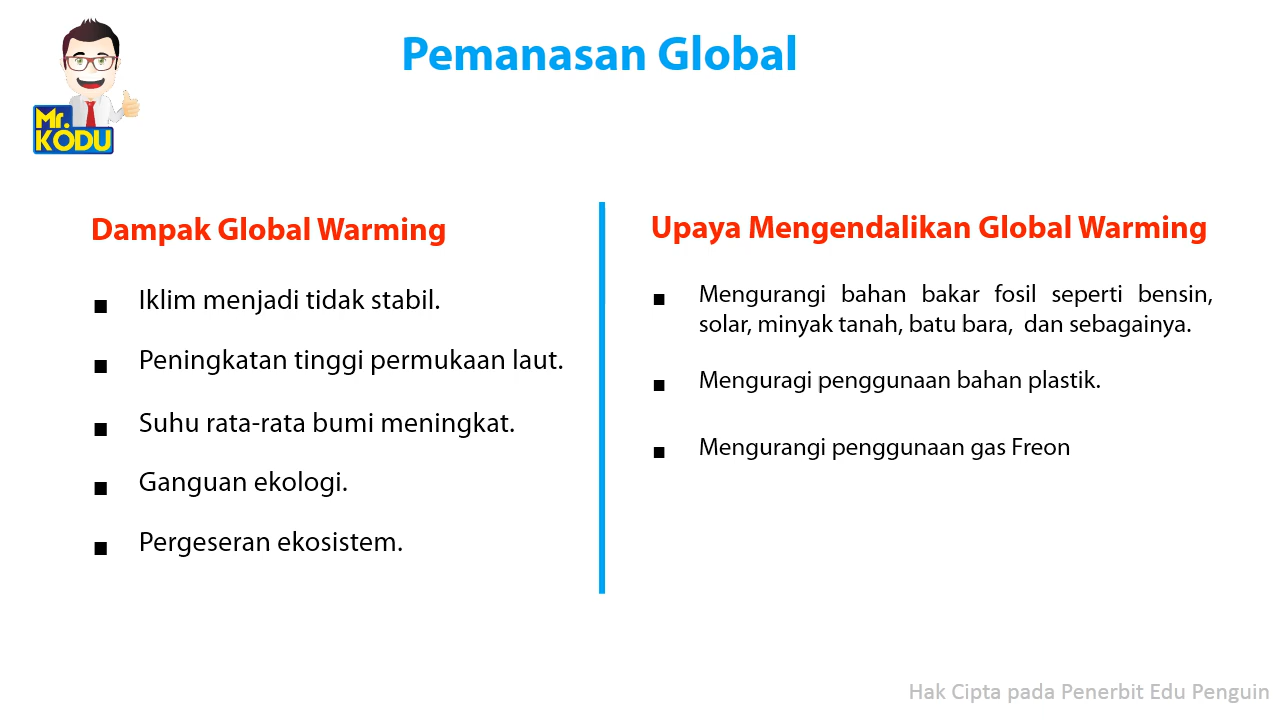 Mr.
KODU
Pemanasan Global
Dampak Global Warming
▪ Iklim menjadi tidak stabil.
▪ Peningkatan tinggi permukaan laut.
▪ Suhu rata-rata bumi meningkat.
▪ Ganguan ekologi.
▪ Pergeseran ekosistem.
Upaya Mengendalikan Global Warming
▪ Mengurangi bahan bakar fosil seperti bensin,
solar, minyak tanah, batu bara, dan sebagainya.
▪ Menguragi penggunaan bahan plastik.
▪ Mengurangi penggunaan gas Freon
Hak Cipta pada Penerbit Edu Penguin